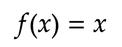 f(x) = x